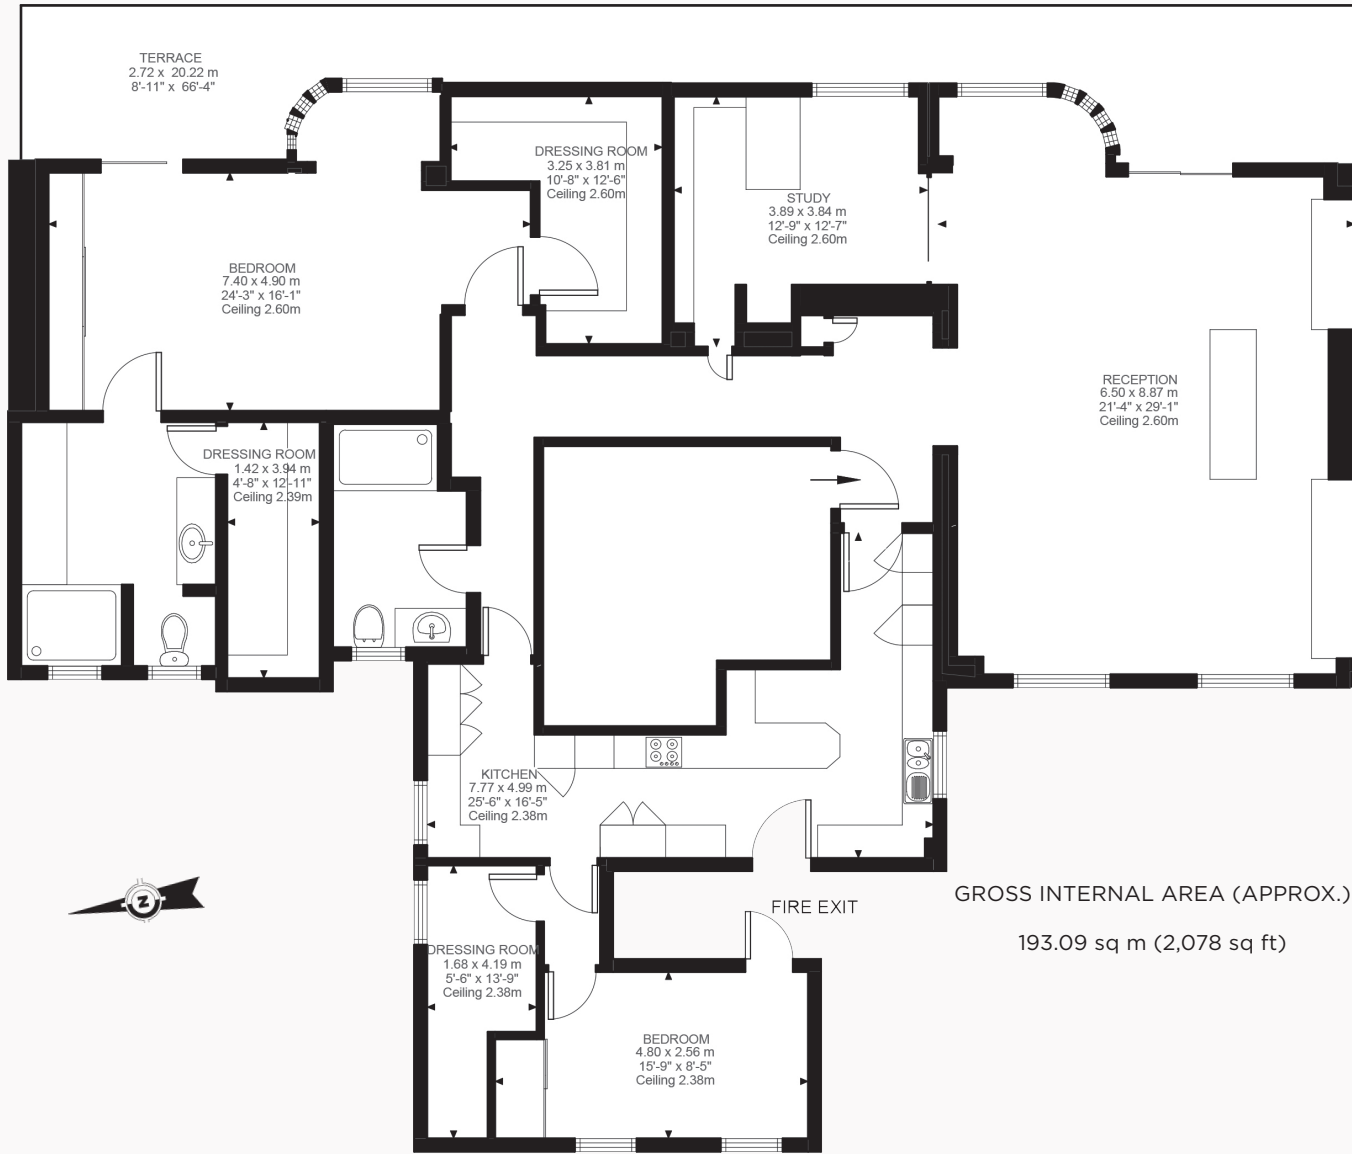 TERRACE
2.72 x  20.22 m
8'-11" x  66'-4"
DRESSING ROOM
3.25 x 3.81 m
10'-8" x 12'-6"
Ceiling 2.60m
STUDY
3.89 x 3.84 m
12'-9" x 12'-7"
Ceiling 2.60m
BEDROOM
7.40 x 4.90 m
24'-3" x 16'-1"
Ceiling 2.60m
RECEPTION
6.50 x 8.87 m
21'-4" x 29'-1"
Ceiling 2.60m
DRESSING ROOM
1.42 x 3.94 m
4'-8" x 12'-11"
Ceiling 2.39m
KITCHEN
7.77 x 4.99 m
25'-6" x 16'-5"
Ceiling 2.38m
N
FIRE EXIT
GROSS INTERNAL AREA (APPROX.)
193.09 sq m (2,078 sq ft)
DRESSING ROOM
1.68 x 4.19 m
5'-6" x 13'-9"
Ceiling 2.38m
BEDROOM
4.80 x 2.56 m
15'-9" x 8'-5"
Ceiling 2.38m